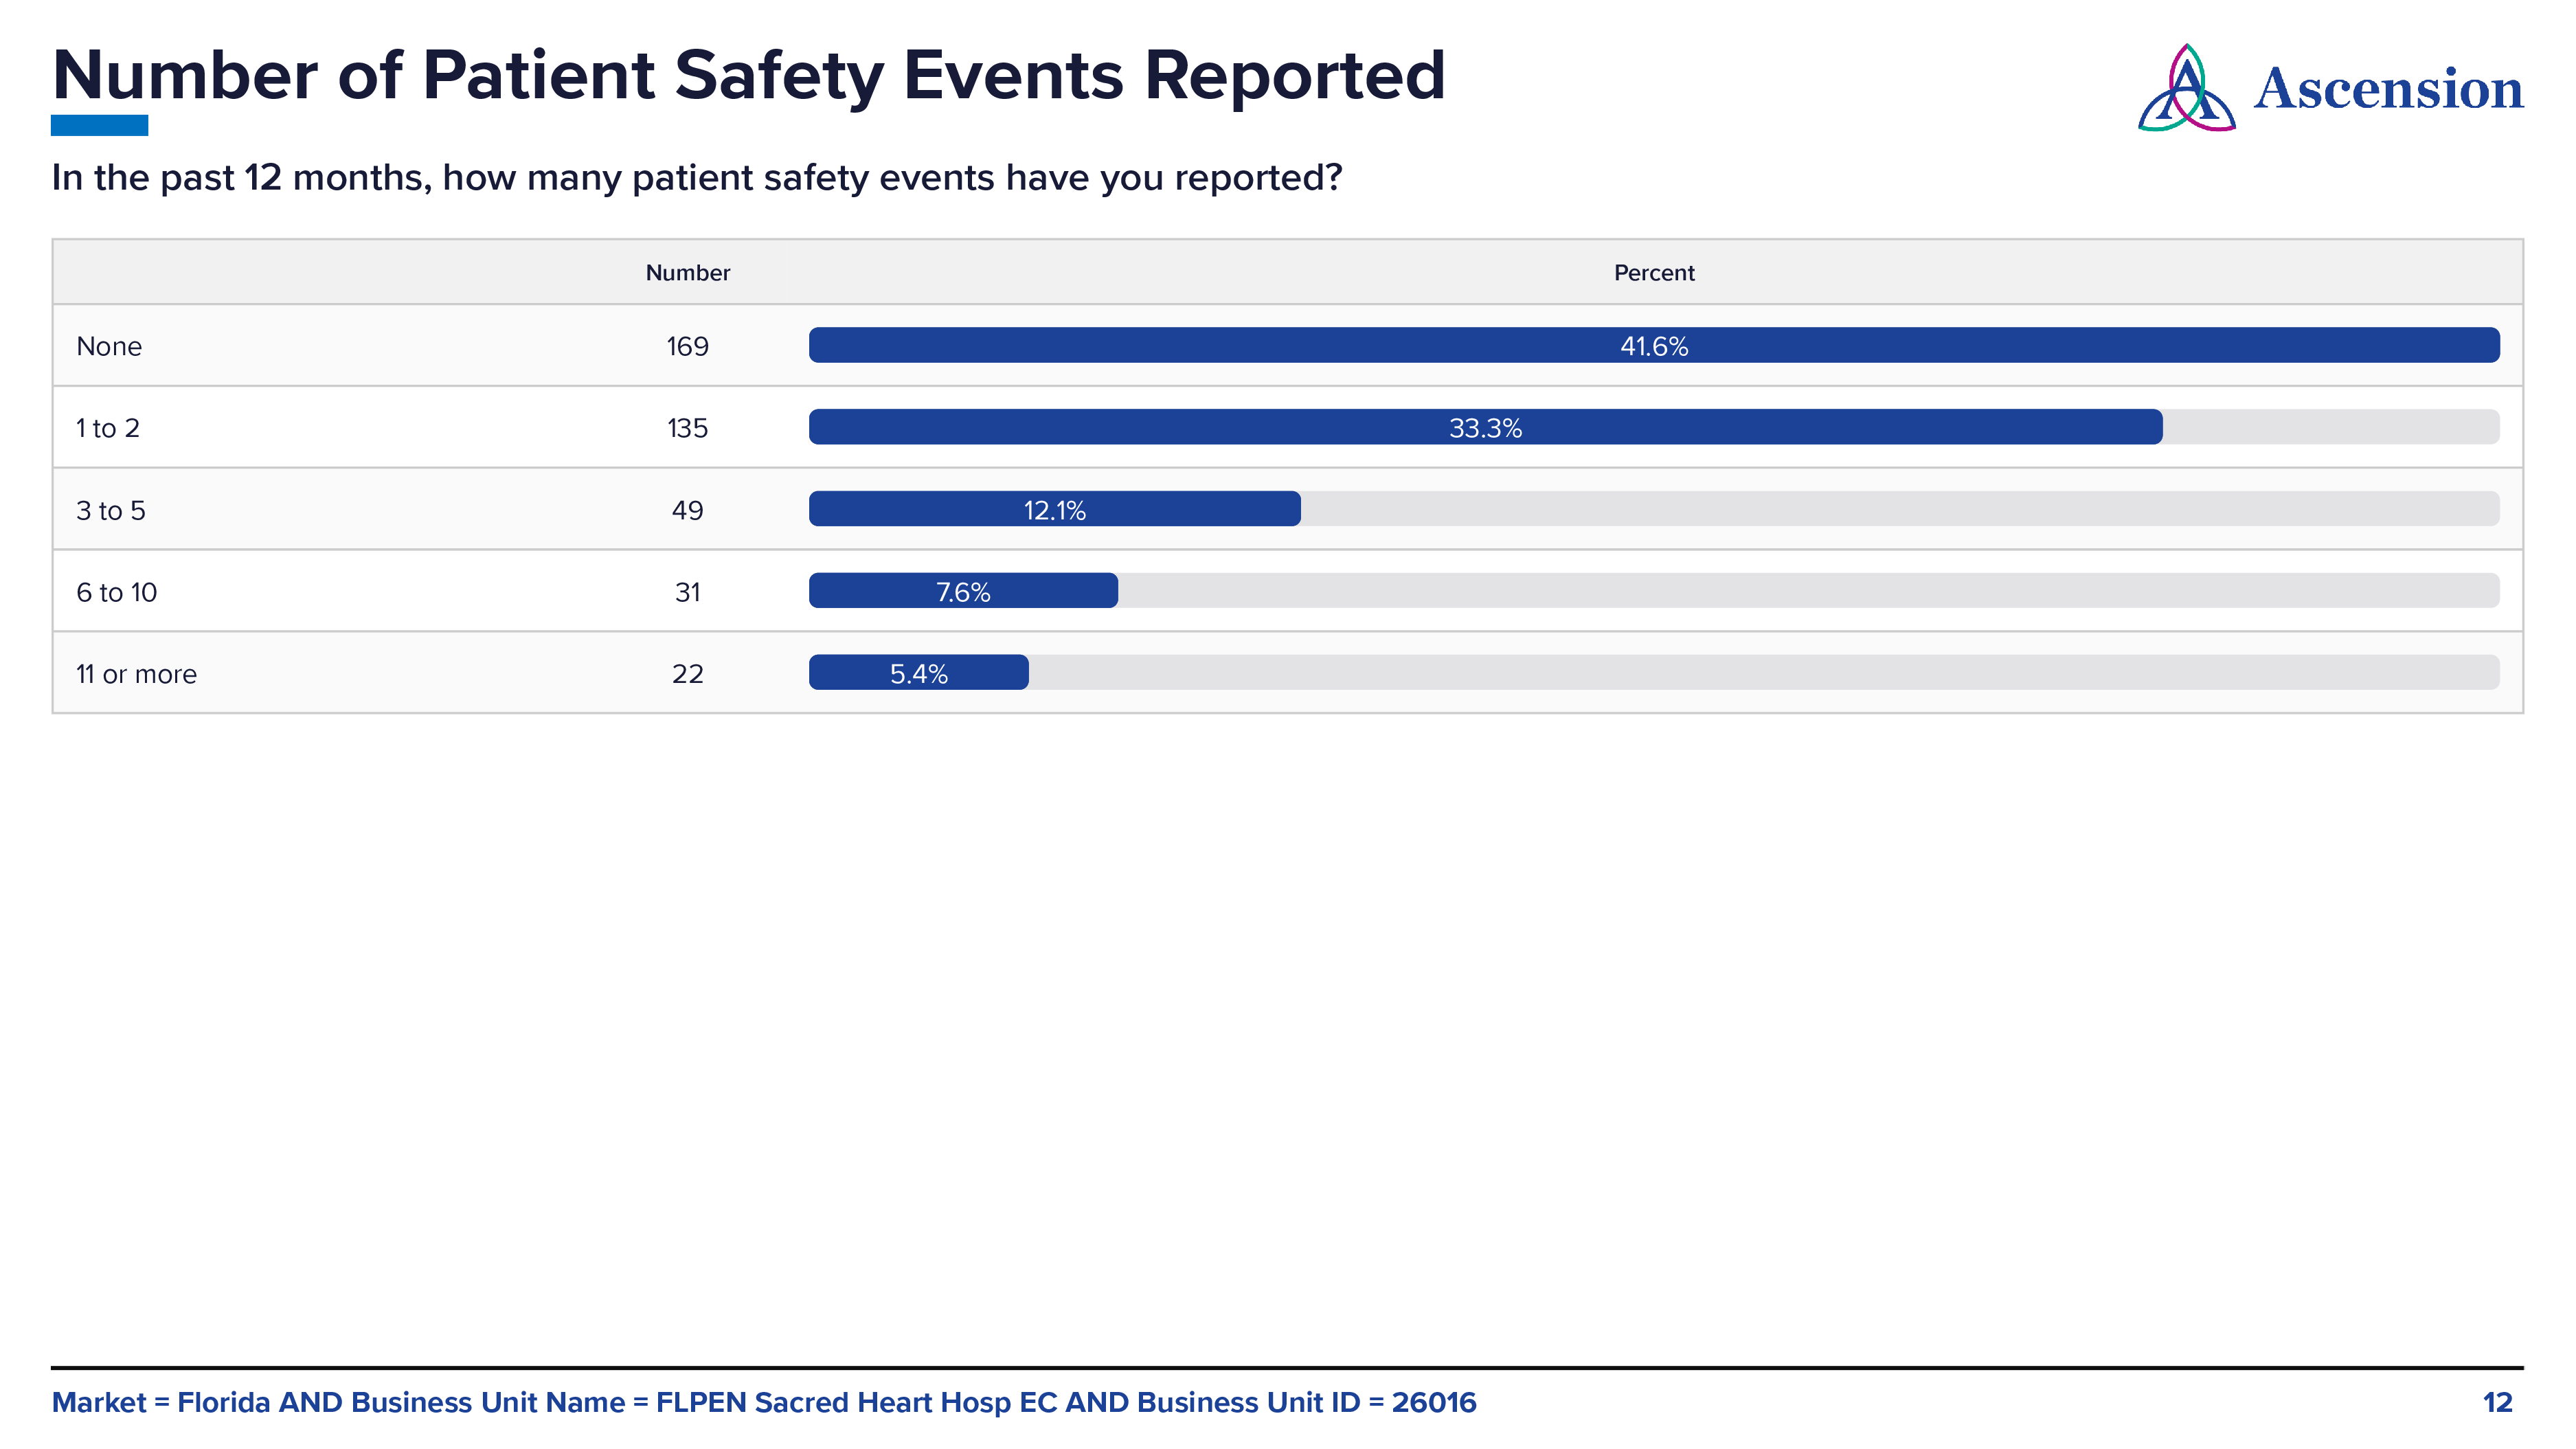 Number of Patient Safety Events Reported
Ascension
In the past 12 months, how many patient safety events have you reported?
Number Percent
None 169 41.6%
1 to 2 135 33.3%
3 to 5 49 12.1%
6 to 10 31 7.6%
11 or more 22 5.4%
Market = Florida AND Business Unit Name = FLPEN Sacred Heart Hosp EC AND Business Unit ID = 26016 12